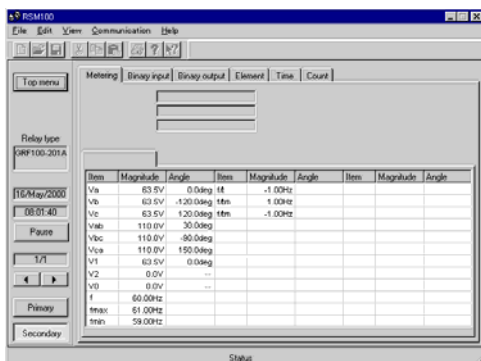 RSM100
File Edit View Communication Help
Top menu
Metering Binary input Binary output Element Time Count
Relay type
GRF100-201A
16/May/2000
08:01:40
Pause
1/1
Primary
Secondary
Item Magnitude Angle Item Magnitude Angle Item Magnitude Angle
Va 63.5V 0.0deg -1.00Hz
Vb 63.5V -120.0deg 1.00Hz
Vc 63.5V 120.0deg -1.00Hz
Vab 110.0V 30.0deg
Vbc 110.0V -90.0deg
Vca 110.0V 150.0deg
V1 63.5V 0.0deg
V2 0.0V --
V0 0.0V --
f 60.00Hz
fmax 61.00Hz
fmin 59.00Hz
Status